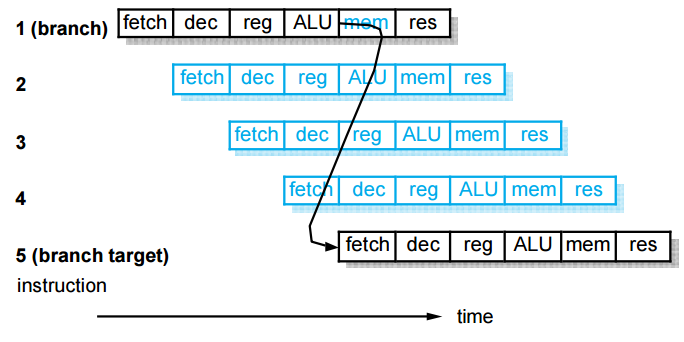 1 (branch) fetch dec reg ALU mem res
2 fetch dec reg ALU mem res
3 fetch dec reg ALU mem res
4 fetch dec reg ALU mem res
5 (branch target) fetch dec reg ALU mem res
instruction
time